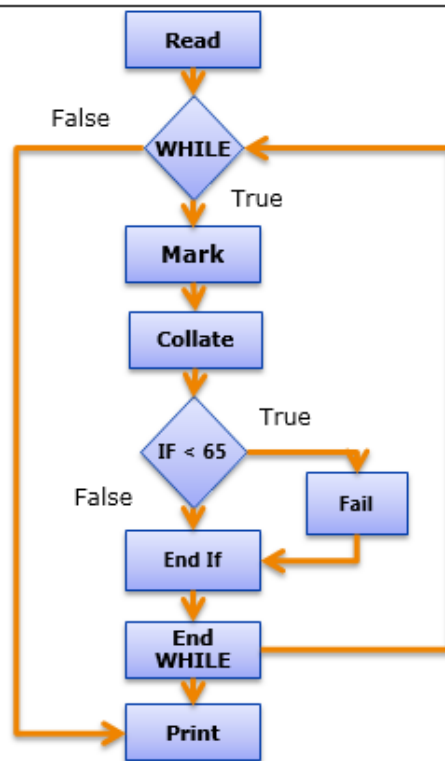 Read
False
WHILE
True
Mark
Collate
True
IF < 65
False
Fail
End If
End
WHILE
Print